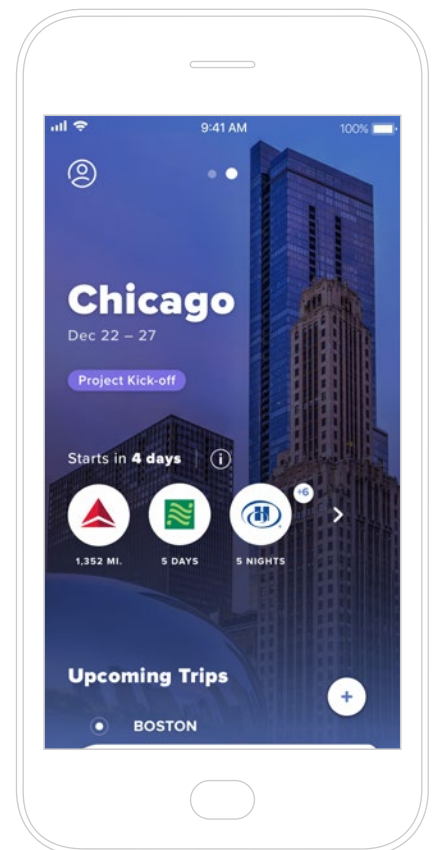 9:41 AM 100%
Chicago
Dec 22 – 27
Project Kick-off
Starts in 4 days
+6
1,352 MI. 5 DAYS 5 NIGHTS
Upcoming Trips
+
BOSTON